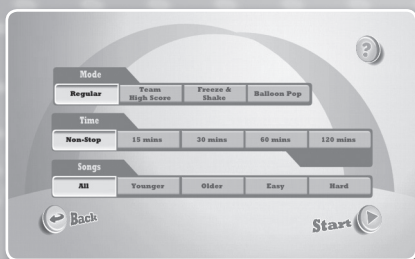 ?
Mode
Regular Team High Score Freeze & Shake Balloon Pop
Time
Non-Stop 15 mins 30 mins 60 mins 120 mins
Songs
All Younger Older Easy Hard
Back Start